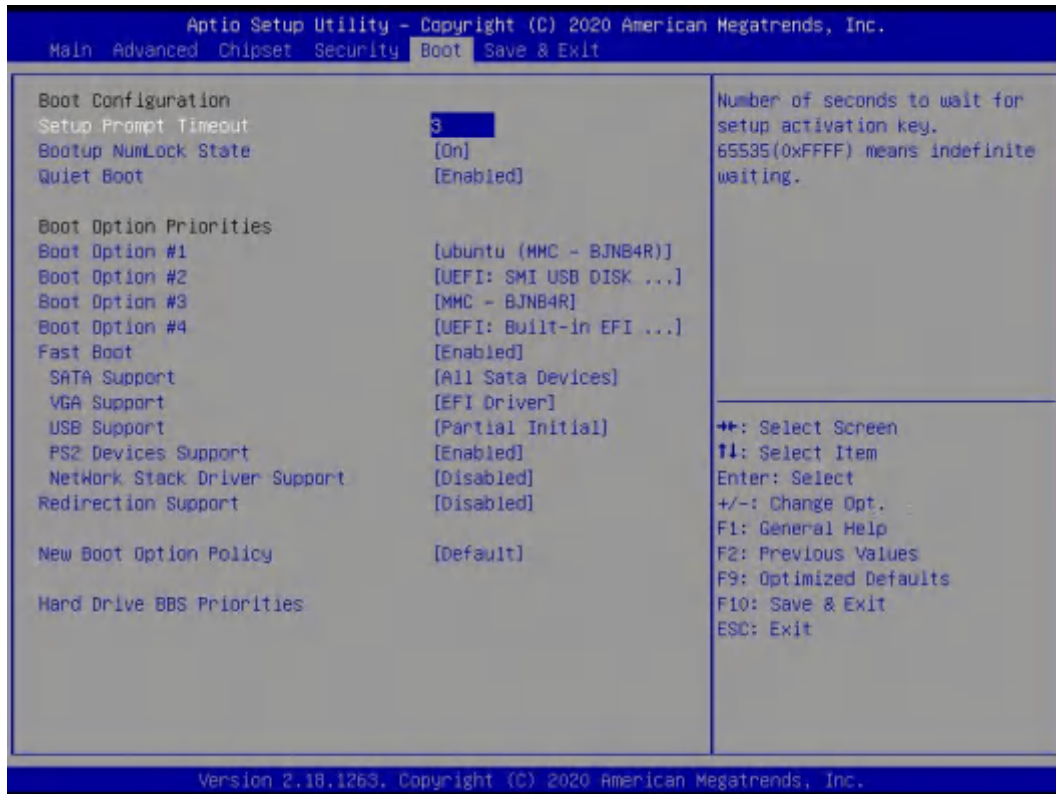 Aptio Setup Utility – Copyright (C) 2020 American Megatrends, Inc.
Main Advanced Chipset Security Boot Save & Exit
Boot Configuration
Setup Prompt Timeout 3
Bootup NumLock State [On]
Quiet Boot [Enabled]
Boot Option Priorities
Boot Option #1 [ubuntu (MMC – BJNB4R)]
Boot Option #2 [UEFI: SMI USB DISK ...]
Boot Option #3 [MMC – BJNB4R]
Boot Option #4 [UEFI: Built-in EFI ...]
Fast Boot [Enabled]
SATA Support [All Sata Devices]
VGA Support [EFI Driver]
USB Support [Partial Initial]
PS2 Devices Support [Enabled]
NetWork Stack Driver Support [Disabled]
Redirection Support [Disabled]
New Boot Option Policy [Default]
Hard Drive BBS Priorities
Number of seconds to wait for
setup activation key.
65535(0xFFFF) means indefinite
waiting.
→←: Select Screen
↑↓: Select Item
Enter: Select
+/-: Change Opt.
F1: General Help
F2: Previous Values
F9: Optimized Defaults
F10: Save & Exit
ESC: Exit
Version 2.18.1263. Copyright (C) 2020 American Megatrends, Inc.